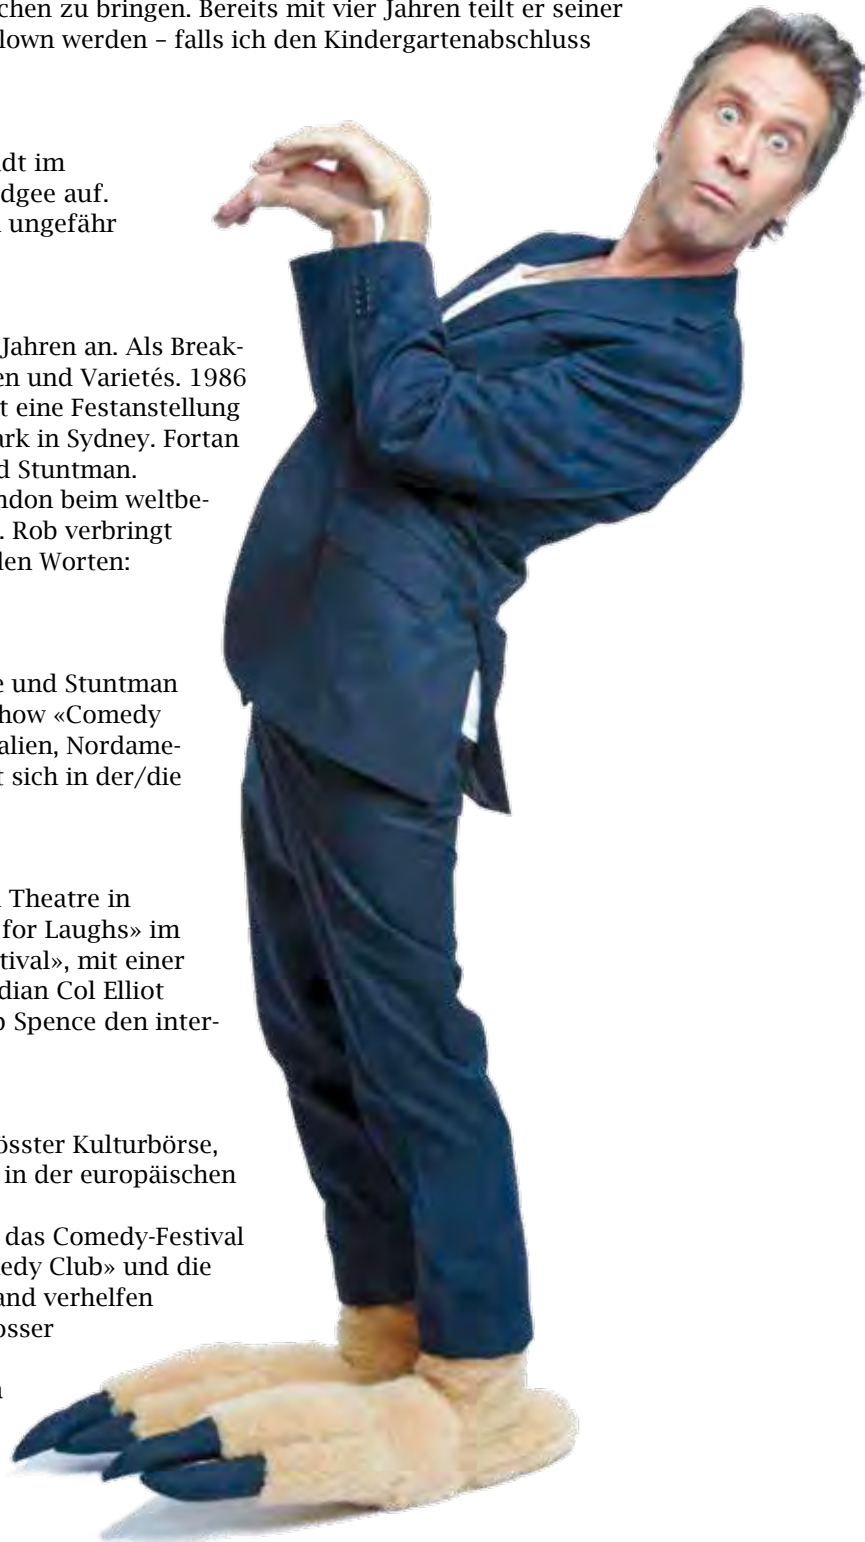 chen zu bringen. Bereits mit vier Jahren teilt er seiner
lown werden – falls ich den Kindergartenabschluss
dt im
dgee auf.
ungefähr
Jahren an. Als Break-
en und Varietés. 1986
t eine Festanstellung
ark in Sydney. Fortan
d Stuntman.
ndon beim weltbe-
. Rob verbringt
den Worten:
e und Stuntman
how «Comedy
alien, Nordame-
t sich in der/die
Theatre in
for Laughs» im
tival», mit einer
dian Col Elliot
Spence den inter-
össter Kulturbörse,
in der europäischen
das Comedy-Festival
edy Club» und die
and verhelfen
osser